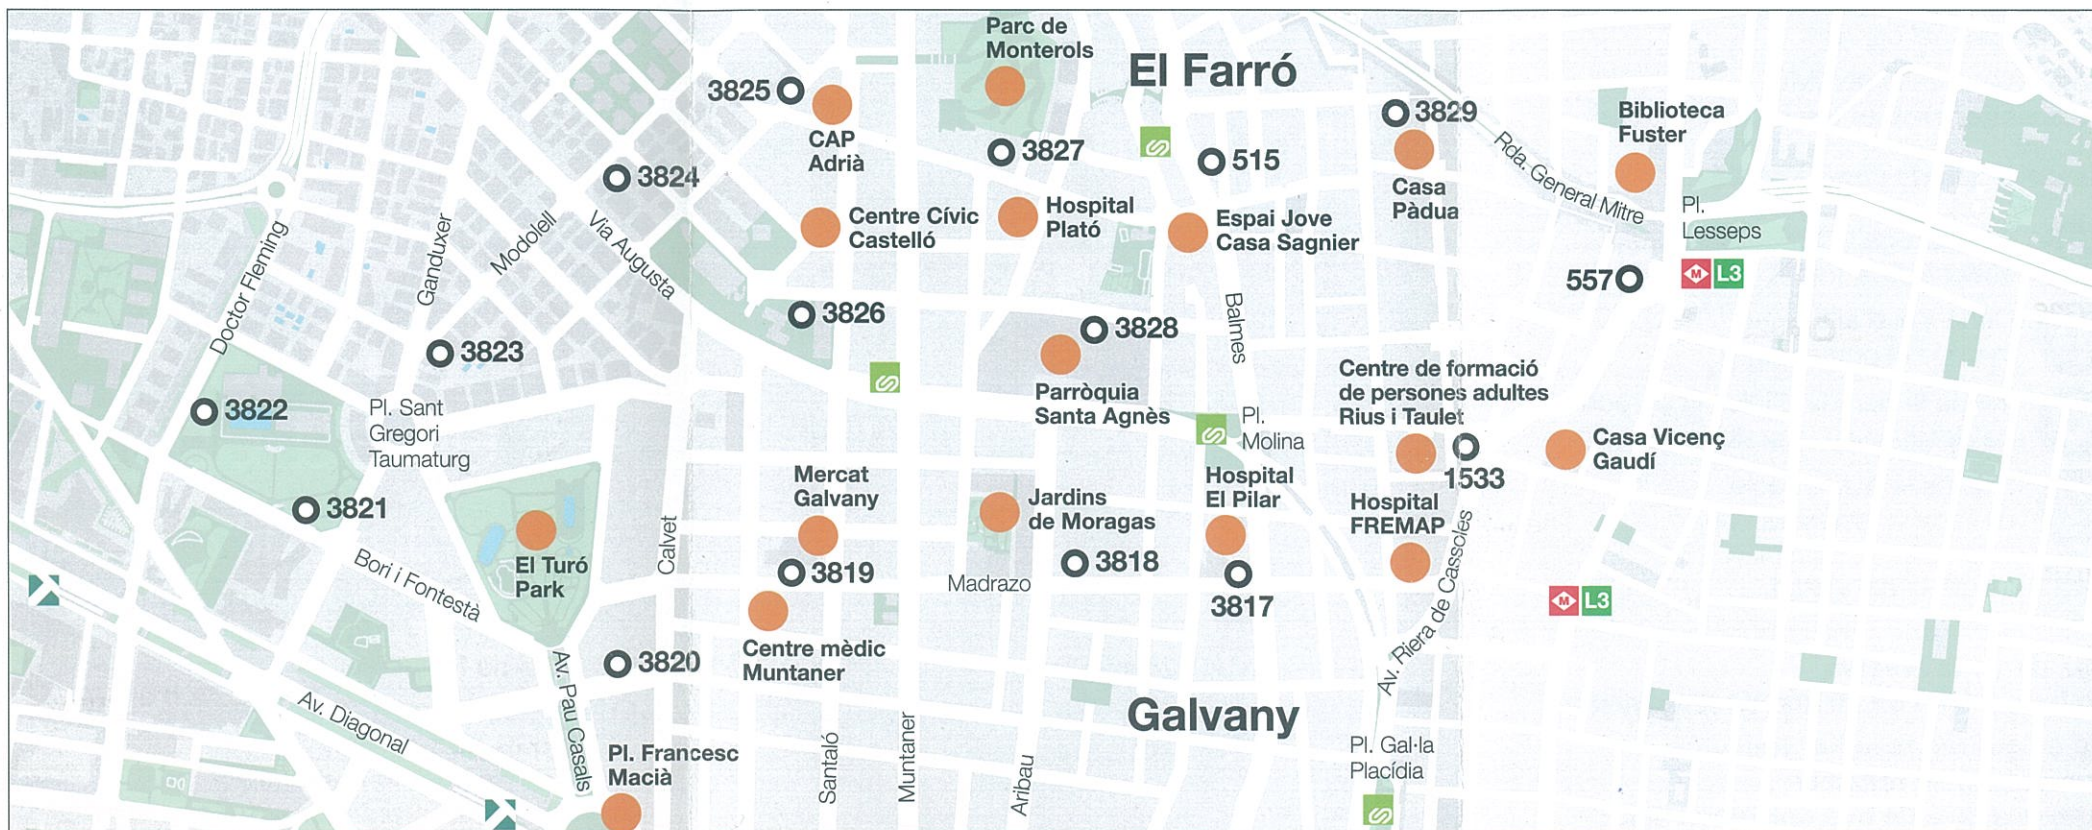 Parc de
Monterols
El Farró
3825
3829
CAP
Adrià
Biblioteca
Fuster
3827
515
Rda. General Mitre
3824
Casa
Pàdua
Centre Cívic
Castelló
Hospital
Plató
Espai Jove
Casa Sagnier
Pl.
Lesseps
Doctor Fleming
Ganduxer
Modolell
Via Augusta
557
M L3
3826
3828
Balmes
3823
3822
Pl. Sant
Gregori
Taumaturg
Parròquia
Santa Agnès
Pl.
Molina
Centre de formació
de persones adultes
Rius i Taulet
1533
Casa Vicenç
Gaudí
Mercat
Galvany
Jardins
de Moragas
Hospital
El Pilar
Hospital
FREMAP
3821
Bori i Fontestà
El Turó
Park
Calvet
3819
Madrazo
3818
3817
Av. Riera de Cassoles
M L3
3820
Centre mèdic
Muntaner
Av. Diagonal
Av. Pau Casals
Galvany
Pl. Francesc
Macià
Santaló
Muntaner
Aribau
Pl. Gal·la
Placídia